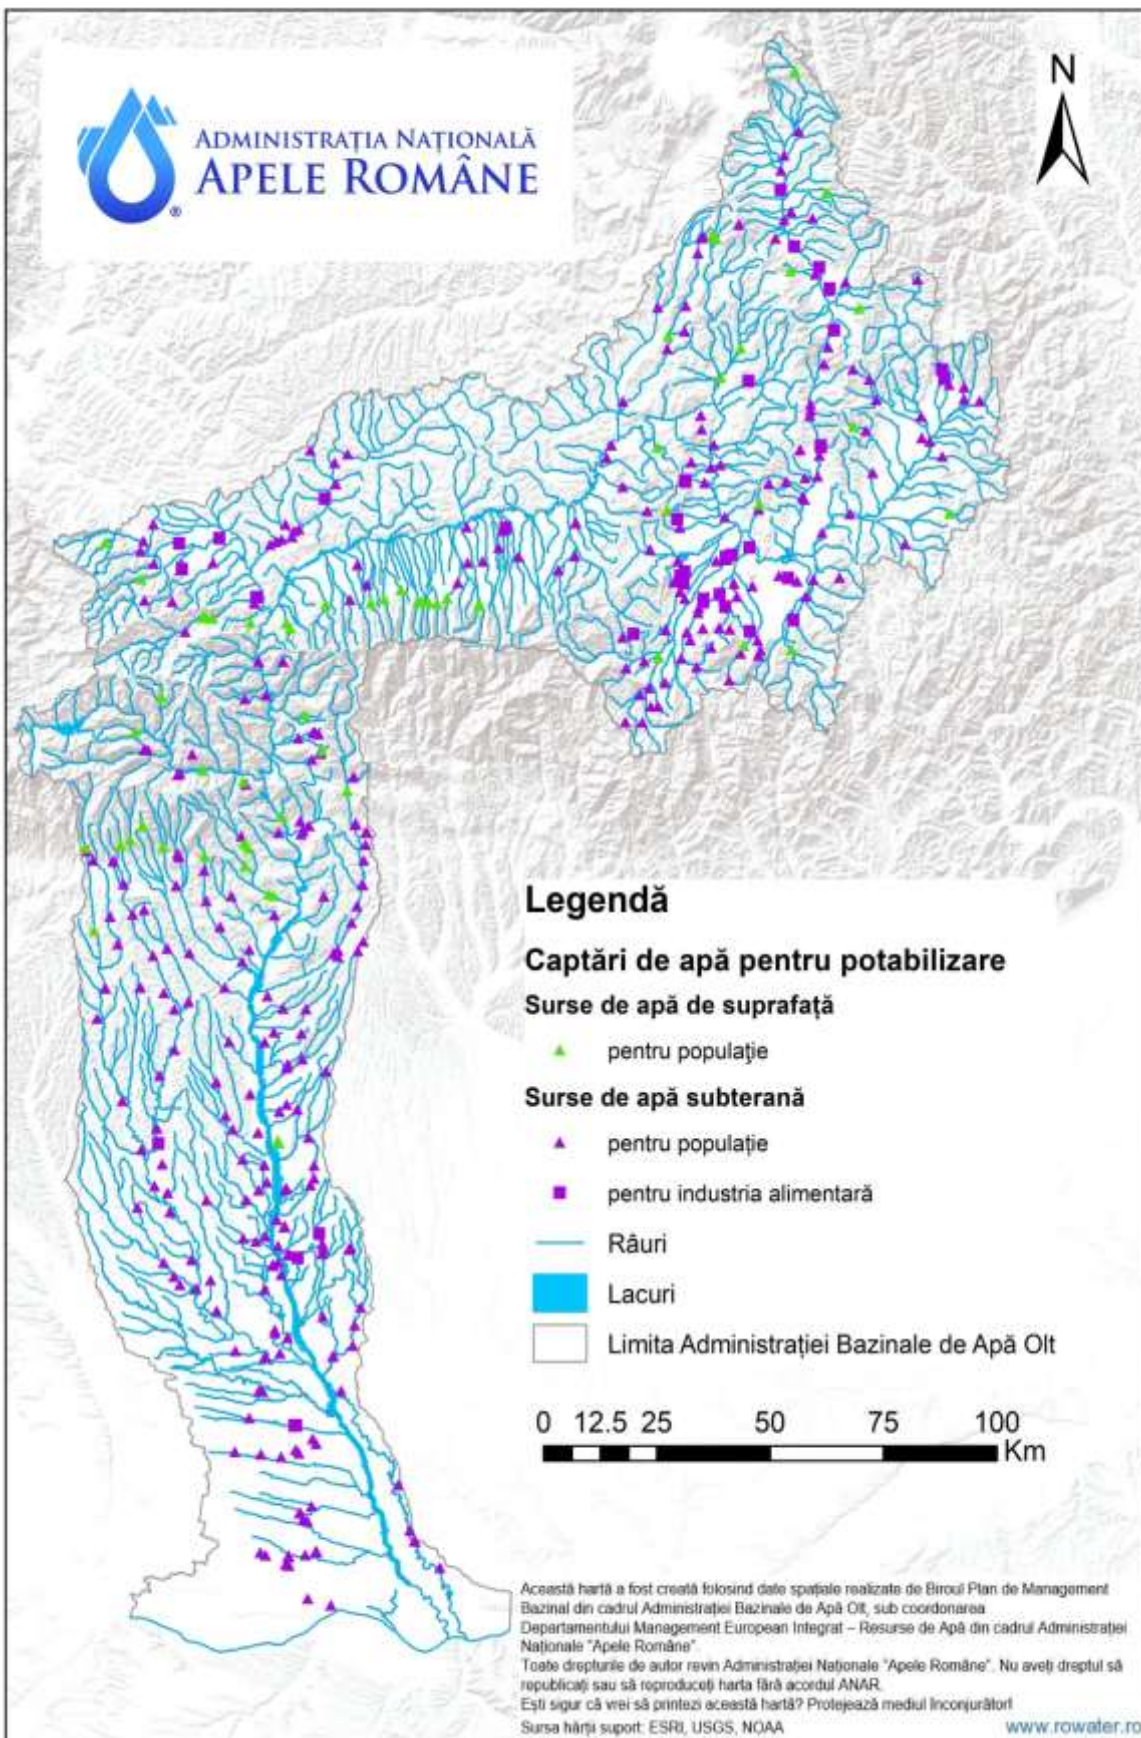 ADMINISTRAȚIA NAȚIONALĂ
APELE ROMÂNE
®
N
Legendă
Captări de apă pentru potabilizare
Surse de apă de suprafață
pentru populaţie
Surse de apă subterană
pentru populație
pentru industria alimentară
Râuri
Lacuri
Limita Administrației Bazinale de Apă Olt
0 12.5 25 50 75 100
Km
Această hartă a fost creată folosind date spațiale realizate de Biroul Plan de Management
Bazinal din cadrul Administrației Bazinale de Apă Olt, sub coordonarea
Departamentului Management European Integrat – Resurse de Apă din cadrul Administrației
Naționale "Apele Române".
Toate drepturile de autor revin Administrației Naționale "Apele Române". Nu aveți dreptul să
republicați sau să reproduceți harta fără acordul ANAR.
Ești sigur că vrei să printezi această hartă? Protejează mediul înconjurător!
Sursa hărții suport: ESRI, USGS, NOAA
www.rowater.ro